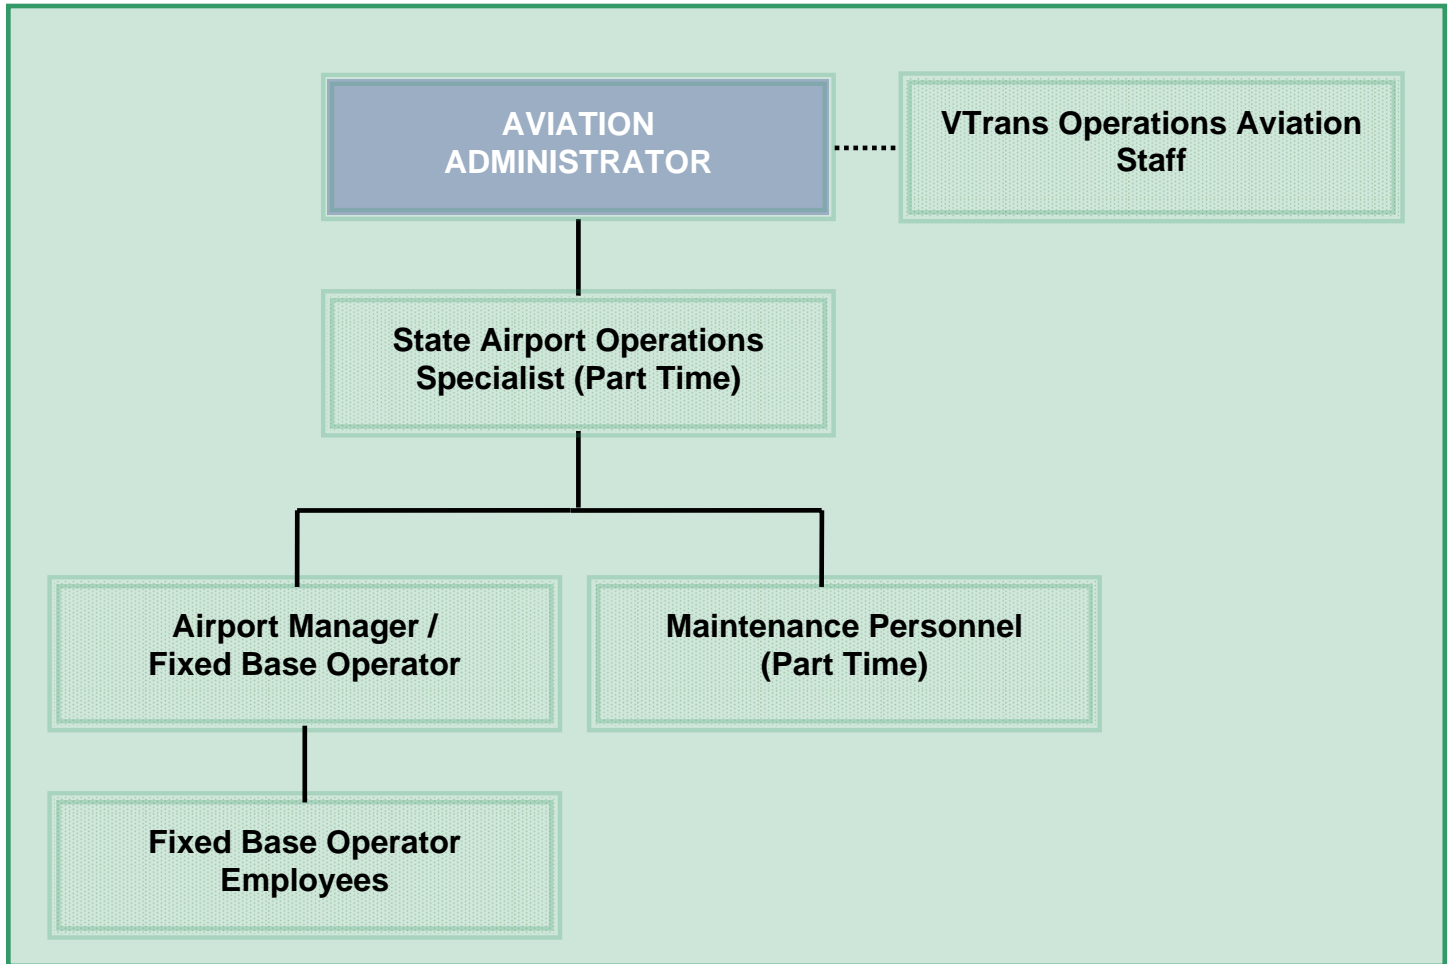 AVIATION
ADMINISTRATOR
VTrans Operations Aviation
Staff
State Airport Operations
Specialist (Part Time)
Airport Manager /
Fixed Base Operator
Maintenance Personnel
(Part Time)
Fixed Base Operator
Employees